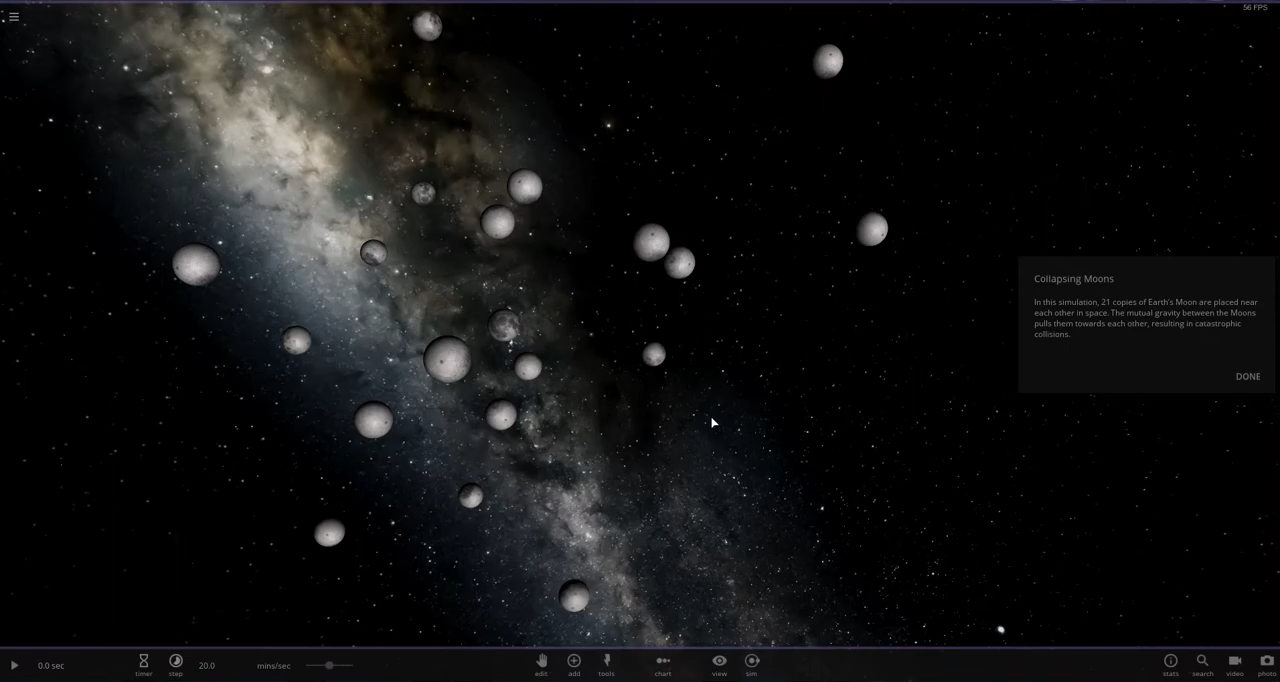 56 FPS
Collapsing Moons
In this simulation, 21 copies of Earth's Moon are placed near
each other in space. The mutual gravity between the Moons
pulls them towards each other, resulting in catastrophic
collisions.
DONE
0.0 sec
timer
step
20.0
mins/sec
edit
add
tools
chart
view
sim
stats
search
video
photo